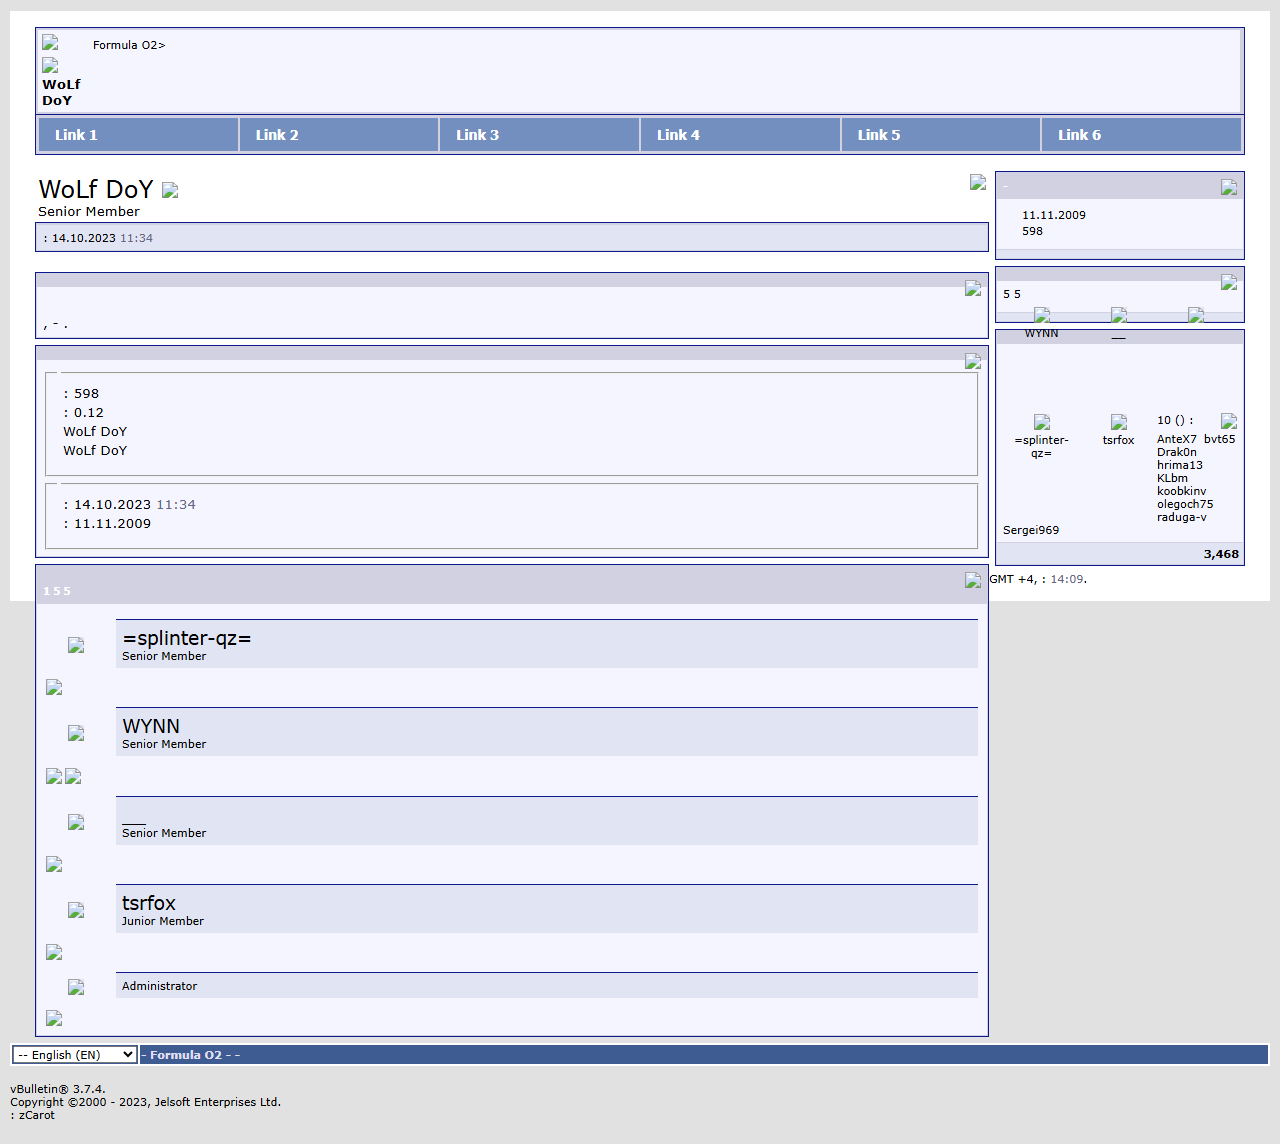 Formula O2>
WoLf
DoY
Link 1 Link 2 Link 3 Link 4 Link 5 Link 6
WoLf DoY
Senior Member
: 14.10.2023 11:34
, - .
: 598
: 0.12
WoLf DoY
WoLf DoY
: 14.10.2023 11:34
: 11.11.2009
1 5 5
=splinter-qz=
Senior Member
WYNN
Senior Member
___
Senior Member
tsrfox
Junior Member
Administrator
-
11.11.2009
598
5 5
WYNN __
=splinter-
qz=
tsrfox
10 () :
AnteX7 bvt65
Drak0n
hrima13
KLbm
koobkinv
olegoch75
raduga-v
Sergei969
3,468
GMT +4, : 14:09.
-- English (EN) - Formula O2 - -
vBulletin® 3.7.4.
Copyright ©2000 - 2023, Jelsoft Enterprises Ltd.
: zCarot